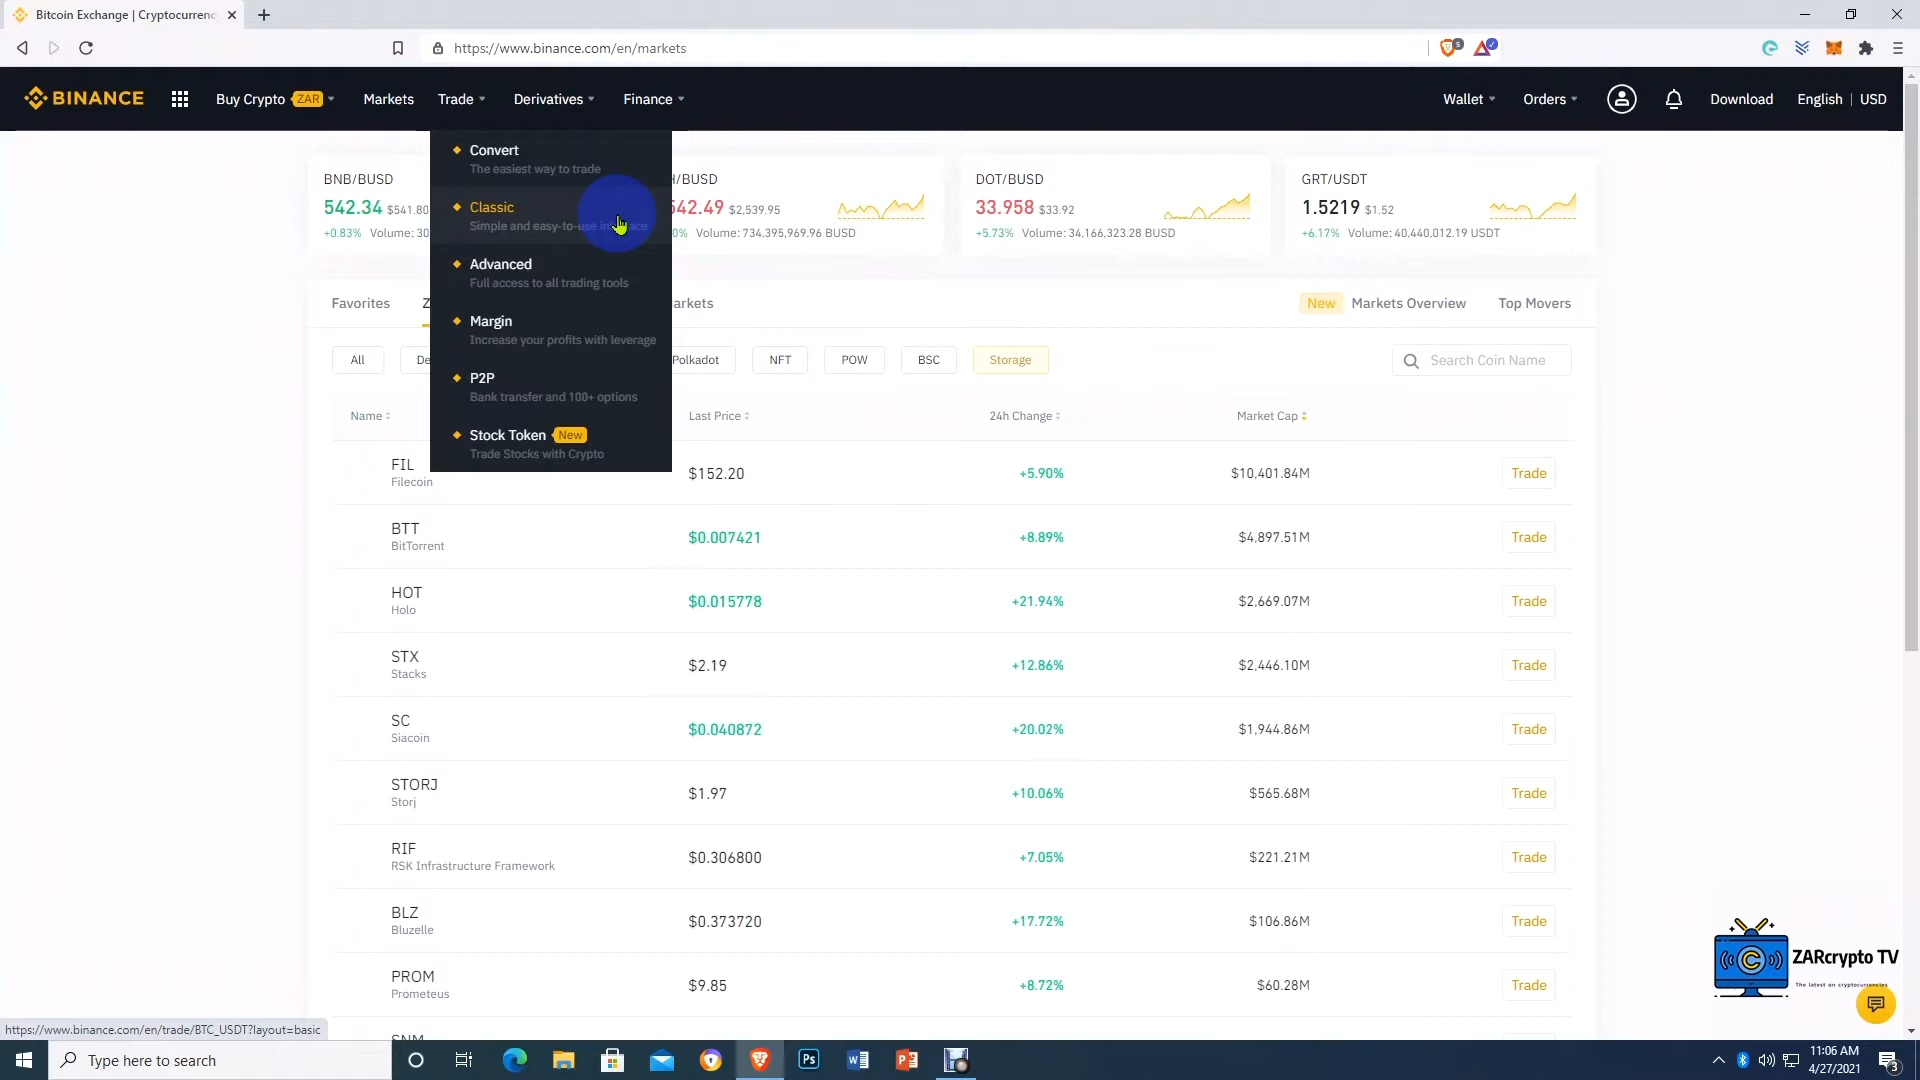 Bitcoin Exchange | Cryptocurrenc
https://www.binance.com/en/markets
BINANCE
Buy Crypto ZAR
Markets
Trade
Derivatives
Finance
Wallet
Orders
Download
English | USD
Convert
The easiest way to trade
Classic
Simple and easy-to-use interface
Advanced
Full access to all trading tools
Margin
Increase your profits with leverage
P2P
Bank transfer and 100+ options
Stock Token New
Trade Stocks with Crypto
BNB/BUSD
542.34 $541.80
+0.83% Volume: 30
H/BUSD
542.49 $2,539.95
0% Volume: 734,395,969.96 BUSD
DOT/BUSD
33.958 $33.92
+5.73% Volume: 34,166,323.28 BUSD
GRT/USDT
1.5219 $1.52
+6.17% Volume: 40,440,012.19 USDT
Favorites
Z
arkets
New Markets Overview
Top Movers
All
De
Polkadot
NFT
POW
BSC
Storage
Search Coin Name
Name
Last Price
24h Change
Market Cap
FIL
Filecoin
$152.20 +5.90% $10,401.84M Trade
BTT
BitTorrent
$0.007421 +8.89% $4,897.51M Trade
HOT
Holo
$0.015778 +21.94% $2,669.07M Trade
STX
Stacks
$2.19 +12.86% $2,446.10M Trade
SC
Siacoin
$0.040872 +20.02% $1,944.86M Trade
STORJ
Storj
$1.97 +10.06% $565.68M Trade
RIF
RSK Infrastructure Framework
$0.306800 +7.05% $221.21M Trade
BLZ
Bluzelle
$0.373720 +17.72% $106.86M Trade
PROM
Prometeus
$9.85 +8.72% $60.28M Trade
SNM
ZARcrypto TV
The latest on cryptocurrencies
https://www.binance.com/en/trade/BTC_USDT?layout=basic
Type here to search
Ps
11:06 AM
4/27/2021
3